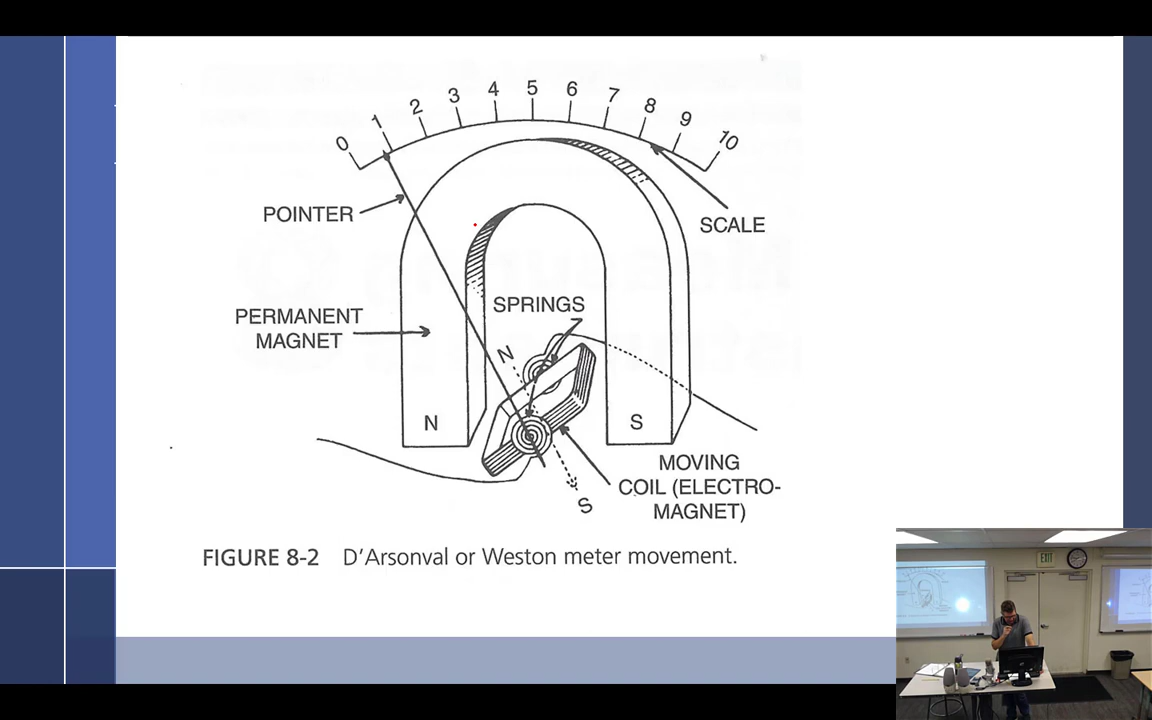 0 1 2 3 4 5 6 7 8 9 10
POINTER
SCALE
SPRINGS
PERMANENT
MAGNET
N
N
S
MOVING
COIL (ELECTRO-
MAGNET)
S
FIGURE 8-2 D'Arsonval or Weston meter movement.
EXIT